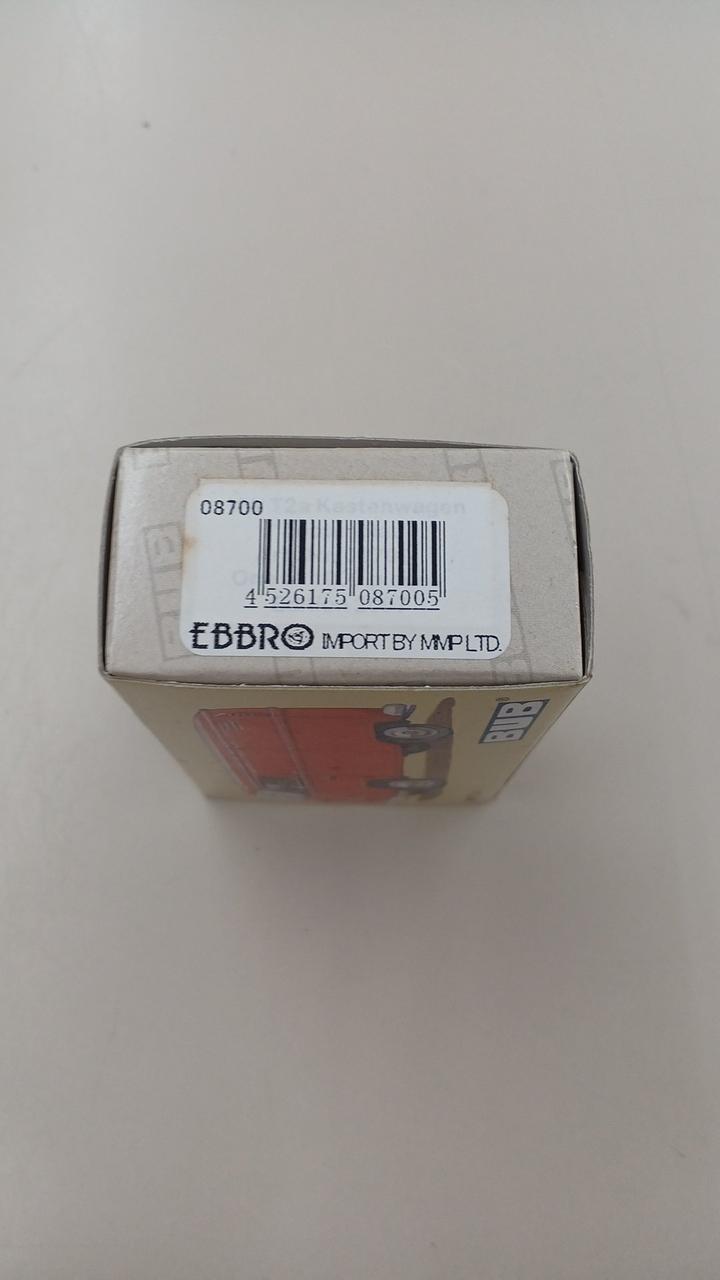 08700 T2a Kastenwagen
4 526175 087005
EBBRO IMPORT BY MMP LTD.
BUB®